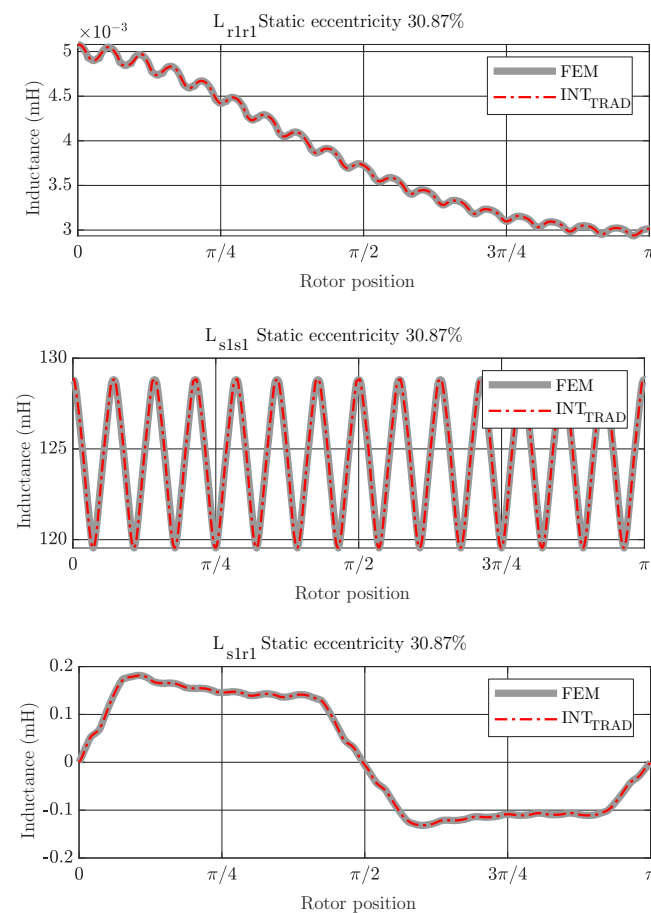 L_r1r1 Static eccentricity 30.87%
×10⁻³
5
4.5
4
3.5
3
Inductance (mH)
FEM
INT_TRAD
0 π/4 π/2 3π/4 π
Rotor position
L_s1s1 Static eccentricity 30.87%
130
125
120
Inductance (mH)
FEM
INT_TRAD
0 π/4 π/2 3π/4 π
Rotor position
L_s1r1 Static eccentricity 30.87%
0.2
0.1
0
-0.1
-0.2
Inductance (mH)
FEM
INT_TRAD
0 π/4 π/2 3π/4 π
Rotor position